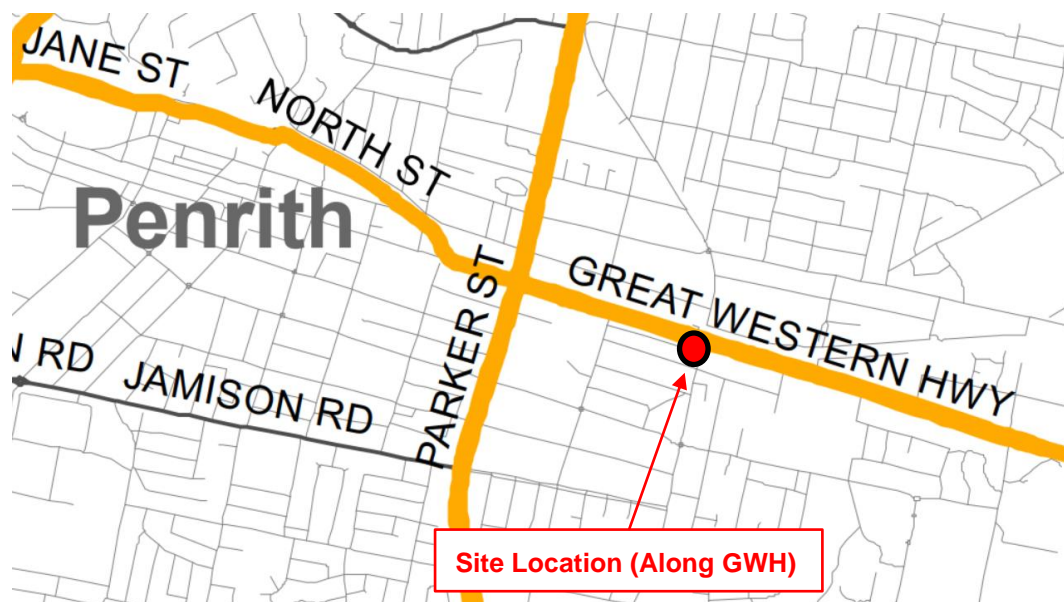 JANE ST
NORTH ST
Penrith
PARKER ST
GREAT WESTERN HWY
RD
JAMISON RD
Site Location (Along GWH)